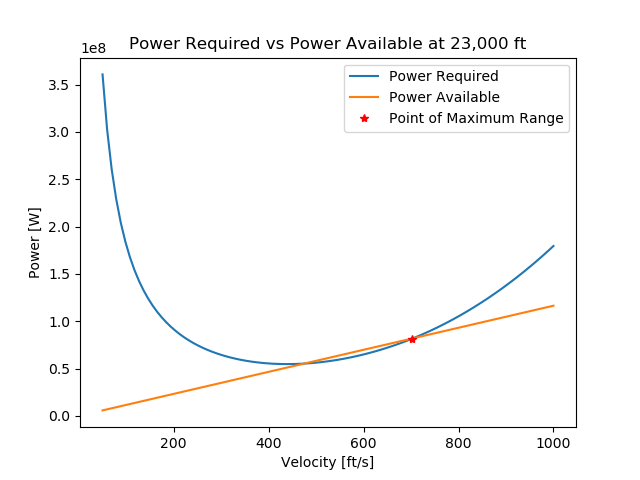 Power Required vs Power Available at 23,000 ft
1e8
Power Required
Power Available
Point of Maximum Range
3.5
3.0
2.5
2.0
1.5
1.0
0.5
0.0
Power [W]
200 400 600 800 1000
Velocity [ft/s]